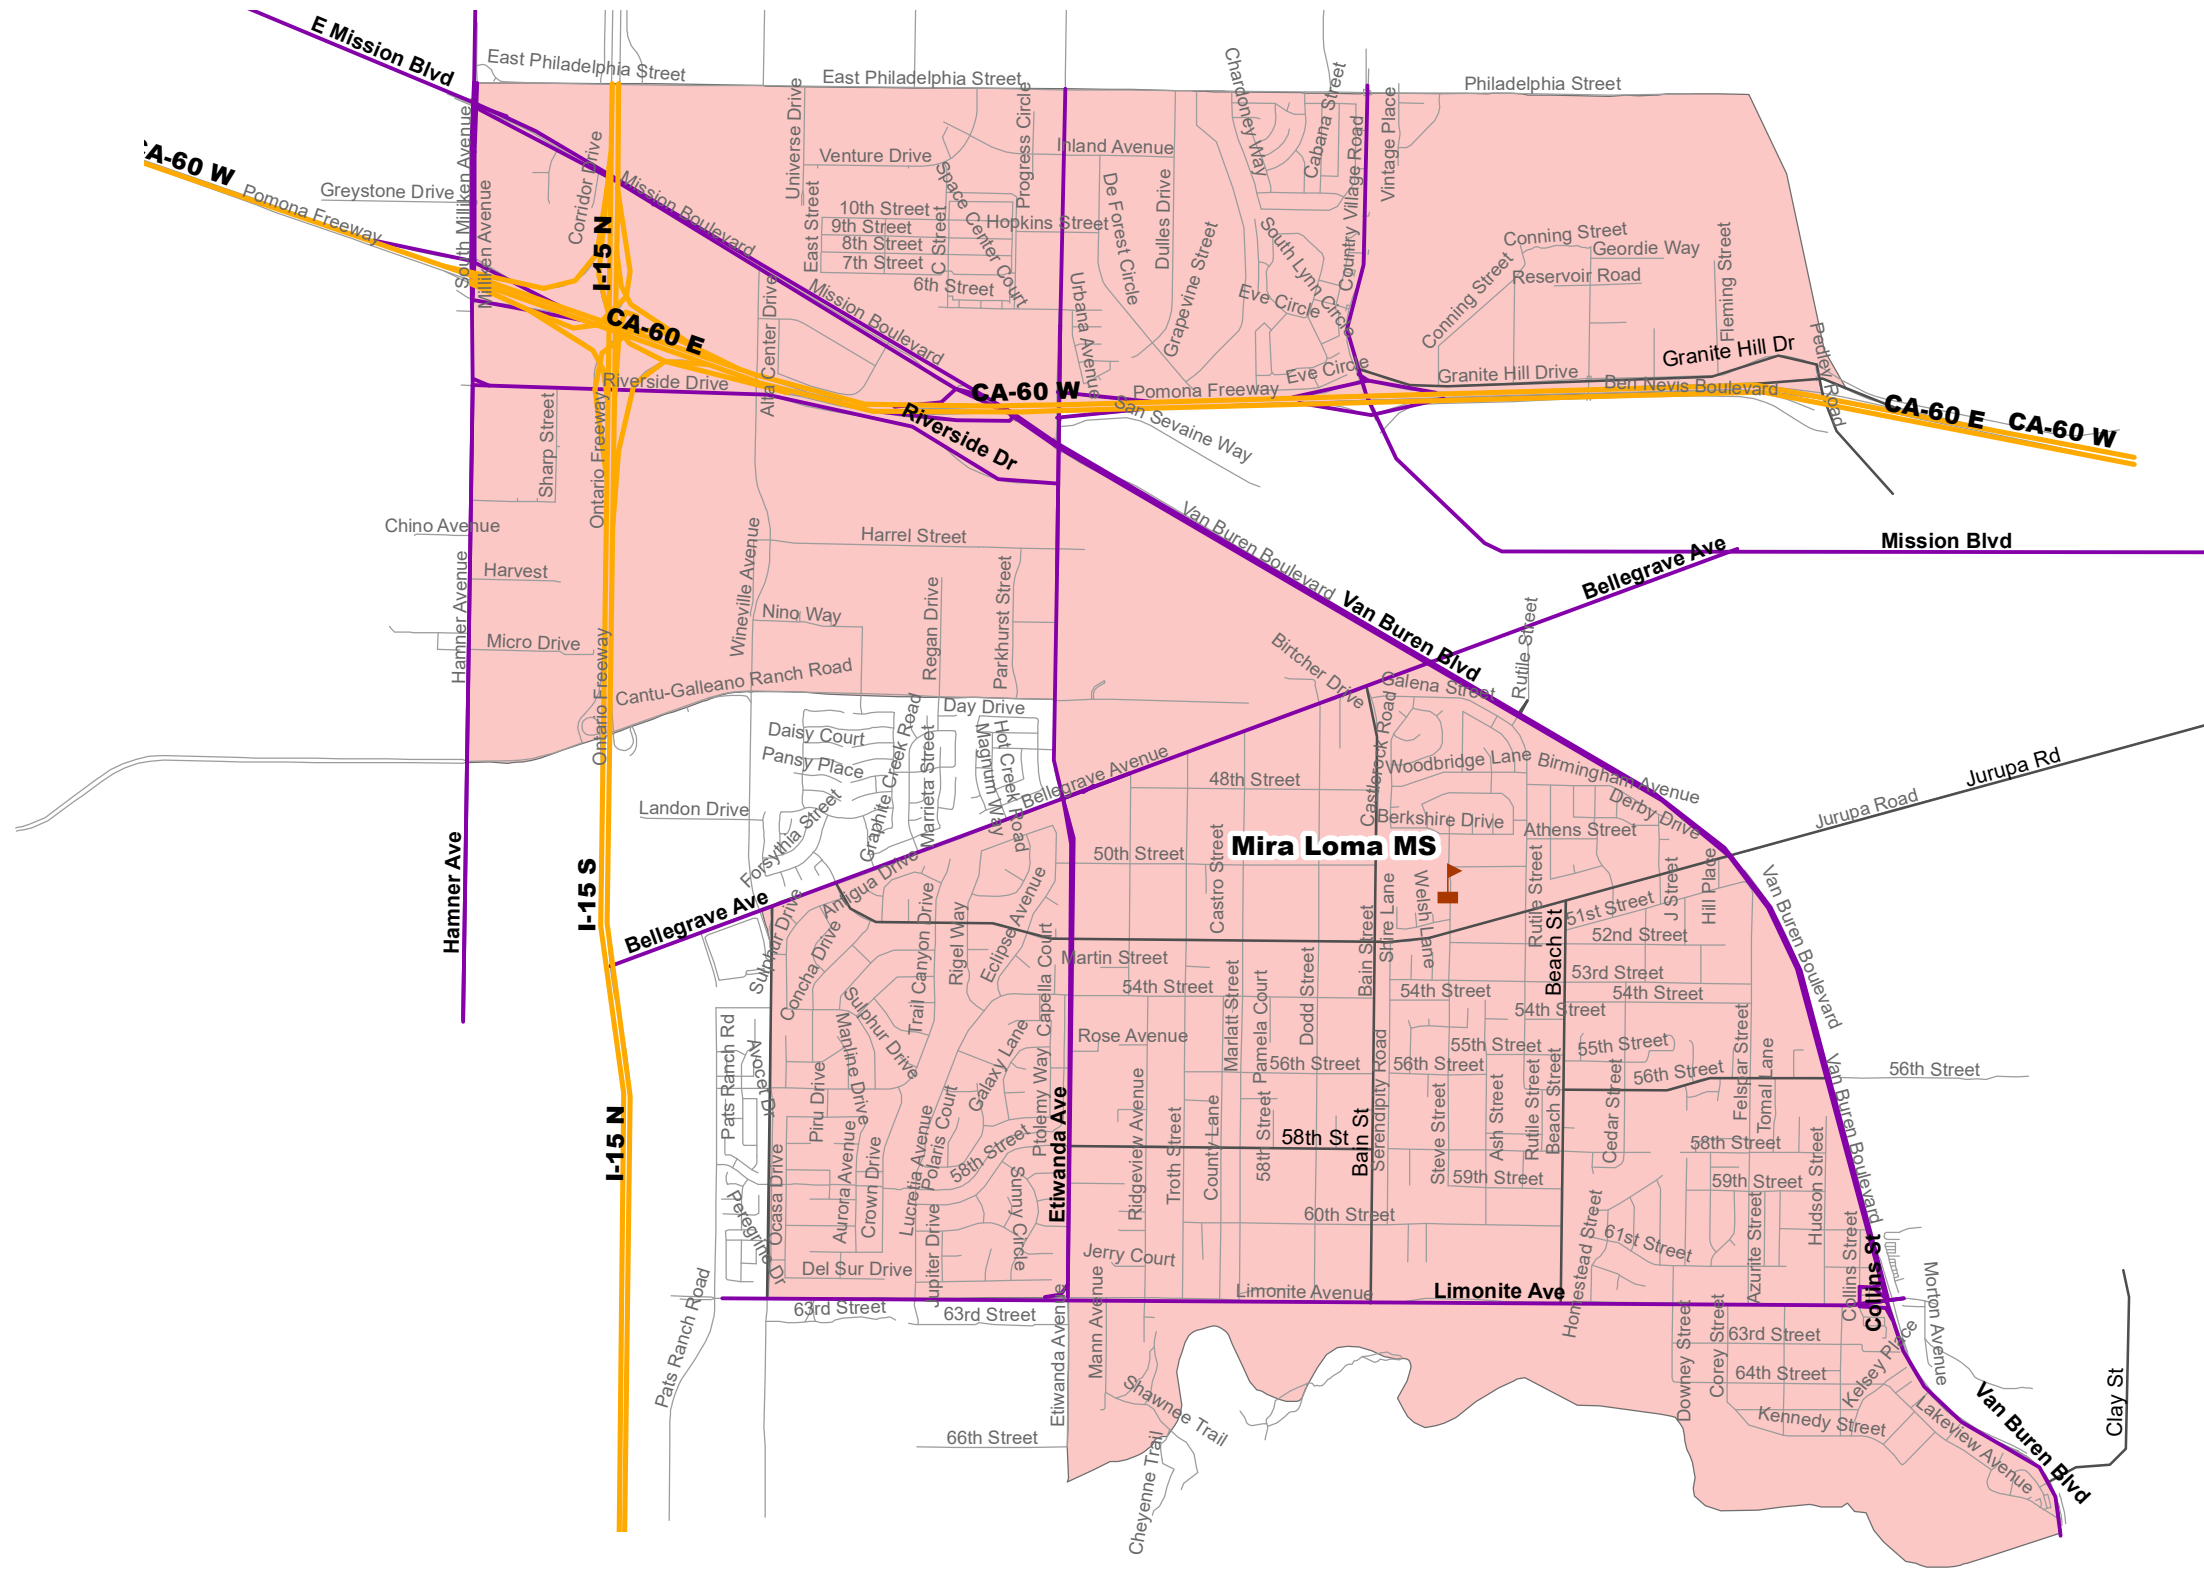 E Mission Blvd
East Philadelphia Street
East Philadelphia Street
Philadelphia Street
Chardoney Way
Cabana Street
Country Village Road
Vintage Place
CA-60 W
Pomona Freeway
Greystone Drive
South Milliken Avenue
Milliken Avenue
Corridor Drive
I-15 N
Mission Boulevard
Universe Drive
Venture Drive
Space Center Court
Progress Circle
Inland Avenue
10th Street
9th Street
8th Street
7th Street
6th Street
East Street
C Street
Hopkins Street
De Forest Circle
Dulles Drive
Grapevine Street
South Lynn Circle
Eve Circle
Eve Circle
Urbana Avenue
Conning Street
Conning Street
Geordie Way
Reservoir Road
Fleming Street
Granite Hill Dr
Granite Hill Drive
Ben Nevis Boulevard
Pedley Road
CA-60 E
Mission Boulevard
Alta Center Drive
Riverside Drive
Riverside Dr
CA-60 W
Pomona Freeway
San Sevaine Way
CA-60 E
CA-60 W
Sharp Street
Ontario Freeway
Chino Avenue
Hamner Avenue
Harvest
Micro Drive
Ontario Freeway
Wineville Avenue
Harrel Street
Nino Way
Regan Drive
Parkhurst Street
Cantu-Galleano Ranch Road
Van Buren Boulevard
Van Buren Blvd
Bellegrave Ave
Mission Blvd
Birtcher Drive
Galena Street
Rutile Street
Day Drive
Daisy Court
Pansy Place
Graphite Creek Road
Marrieta Street
Magnum Way
Hot Creek Road
Landon Drive
Forsythia Street
Bellegrave Avenue
48th Street
Castlerock Road
Woodbridge Lane
Birmingham Avenue
Derby Drive
Berkshire Drive
Athens Street
Jurupa Road
Jurupa Rd
Mira Loma MS
50th Street
Castro Street
Hamner Ave
I-15 S
Bellegrave Ave
Antigua Drive
Sulphur Drive
Concha Drive
Sulphur Drive
Trail Canyon Drive
Rigel Way
Eclipse Avenue
Capella Court
Martin Street
54th Street
Bain Street
Shire Lane
Welsh Lane
Rutile Street
Beach St
51st Street
52nd Street
53rd Street
54th Street
54th Street
54th Street
J Street
Hill Place
Van Buren Boulevard
Rose Avenue
Marlatt Street
Pamela Court
Dodd Street
56th Street
56th Street
55th Street
55th Street
56th Street
56th Street
Felspar Street
Tomal Lane
Van Buren Boulevard
Pats Ranch Rd
Avocet Dr
Piru Drive
Manline Drive
Galaxy Lane
Ptolemy Way
Etiwanda Ave
Ridgeview Avenue
Troth Street
County Lane
58th Street
58th St
Bain St
Serendipity Road
Steve Street
Ash Street
Rutile Street
Beach Street
Cedar Street
58th Street
59th Street
59th Street
I-15 N
Peregrine Dr
Ocasa Drive
Aurora Avenue
Crown Drive
Lucretia Avenue
Polaris Court
58th Street
Sunny Circle
Jupiter Drive
Del Sur Drive
60th Street
Jerry Court
Homestead Street
61st Street
Azurite Street
Hudson Street
Collins Street
Collins St
Limonite Avenue
Limonite Ave
63rd Street
63rd Street
Pats Ranch Road
Etiwanda Avenue
Mann Avenue
Shawnee Trail
Cheyenne Trail
66th Street
Downey Street
Corey Street
63rd Street
64th Street
Kelsey Place
Kennedy Street
Morton Avenue
Lakeview Avenue
Van Buren Blvd
Clay St